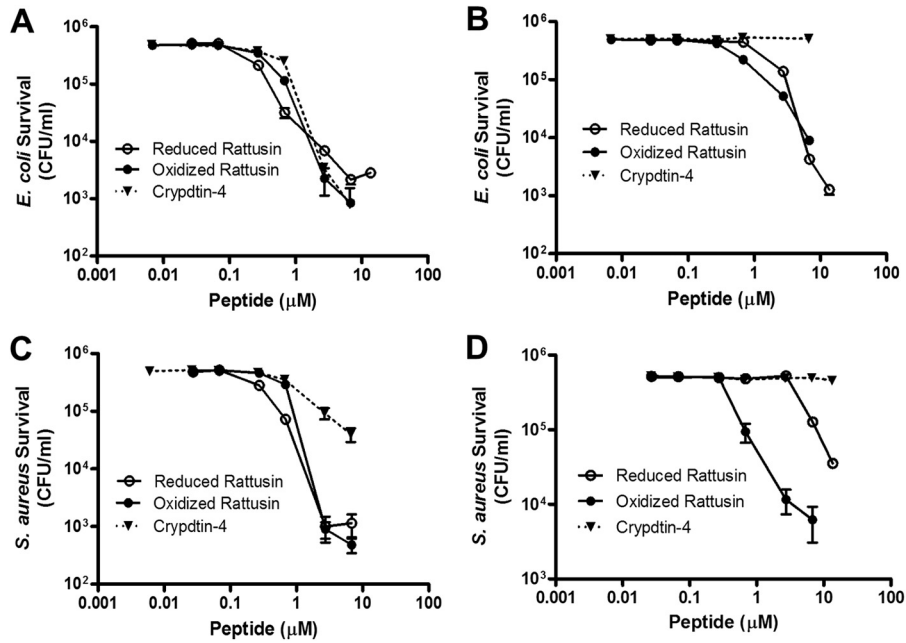 A
E. coli Survival
(CFU/ml)
10⁶
10⁵
10⁴
10³
10²
Reduced Rattusin
Oxidized Rattusin
Crypdtin-4
0.001
0.01
0.1
1
10
100
Peptide (µM)
B
E. coli Survival
(CFU/ml)
10⁶
10⁵
10⁴
10³
10²
Reduced Rattusin
Oxidized Rattusin
Crypdtin-4
0.001
0.01
0.1
1
10
100
Peptide (µM)
C
S. aureus Survival
(CFU/ml)
10⁶
10⁵
10⁴
10³
10²
Reduced Rattusin
Oxidized Rattusin
Crypdtin-4
0.001
0.01
0.1
1
10
100
Peptide (µM)
D
S. aureus Survival
(CFU/ml)
10⁶
10⁵
10⁴
10³
Reduced Rattusin
Oxidized Rattusin
Crypdtin-4
0.001
0.01
0.1
1
10
100
Peptide (µM)